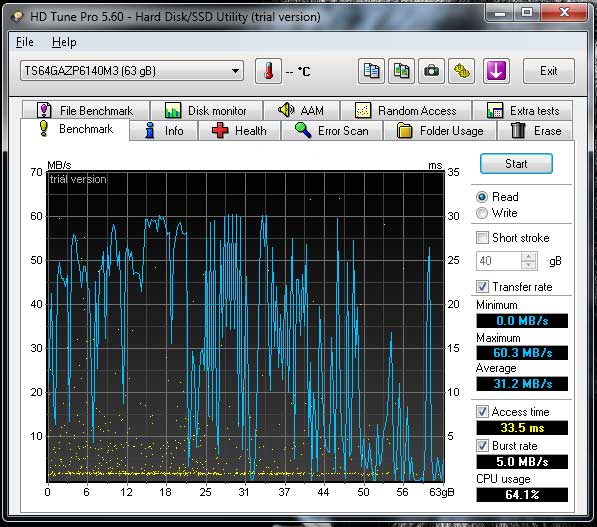 HD Tune Pro 5.60 - Hard Disk/SSD Utility (trial version)
File Help
TS64GAZP6140M3 (63 gB)
-- °C
Exit
File Benchmark
Disk monitor
AAM
Random Access
Extra tests
Benchmark
Info
Health
Error Scan
Folder Usage
Erase
MB/s
ms
trial version
70
60
50
40
30
20
10
35
30
25
20
15
10
5
0 6 12 18 25 31 37 44 50 56 63gB
Start
Read
Write
Short stroke
40 gB
Transfer rate
Minimum
0.0 MB/s
Maximum
60.3 MB/s
Average
31.2 MB/s
Access time
33.5 ms
Burst rate
5.0 MB/s
CPU usage
64.1%